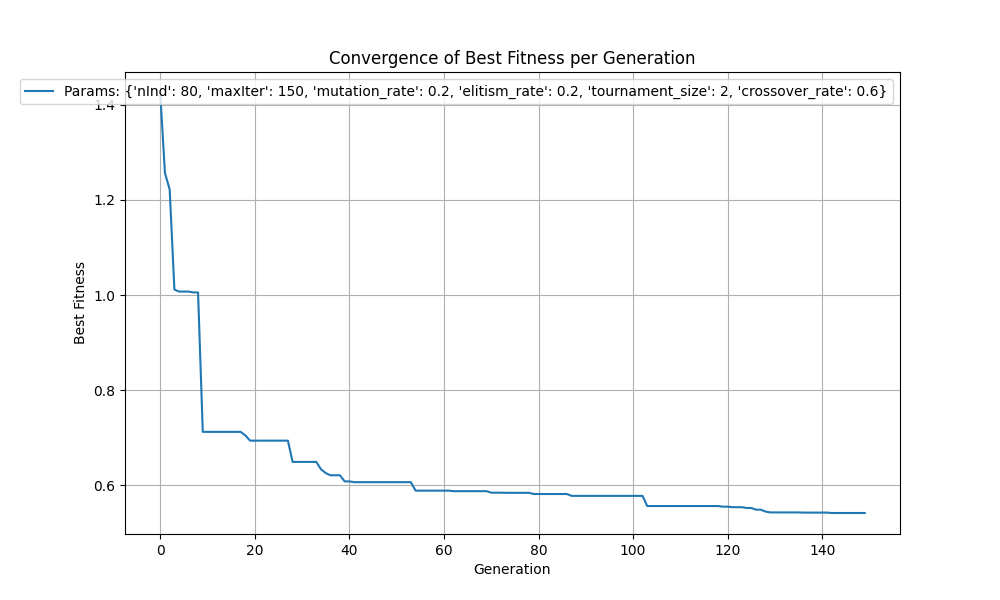 Convergence of Best Fitness per Generation
Params: {'nInd': 80, 'maxIter': 150, 'mutation_rate': 0.2, 'elitism_rate': 0.2, 'tournament_size': 2, 'crossover_rate': 0.6}
1.4
1.2
1.0
0.8
0.6
Best Fitness
0 20 40 60 80 100 120 140
Generation